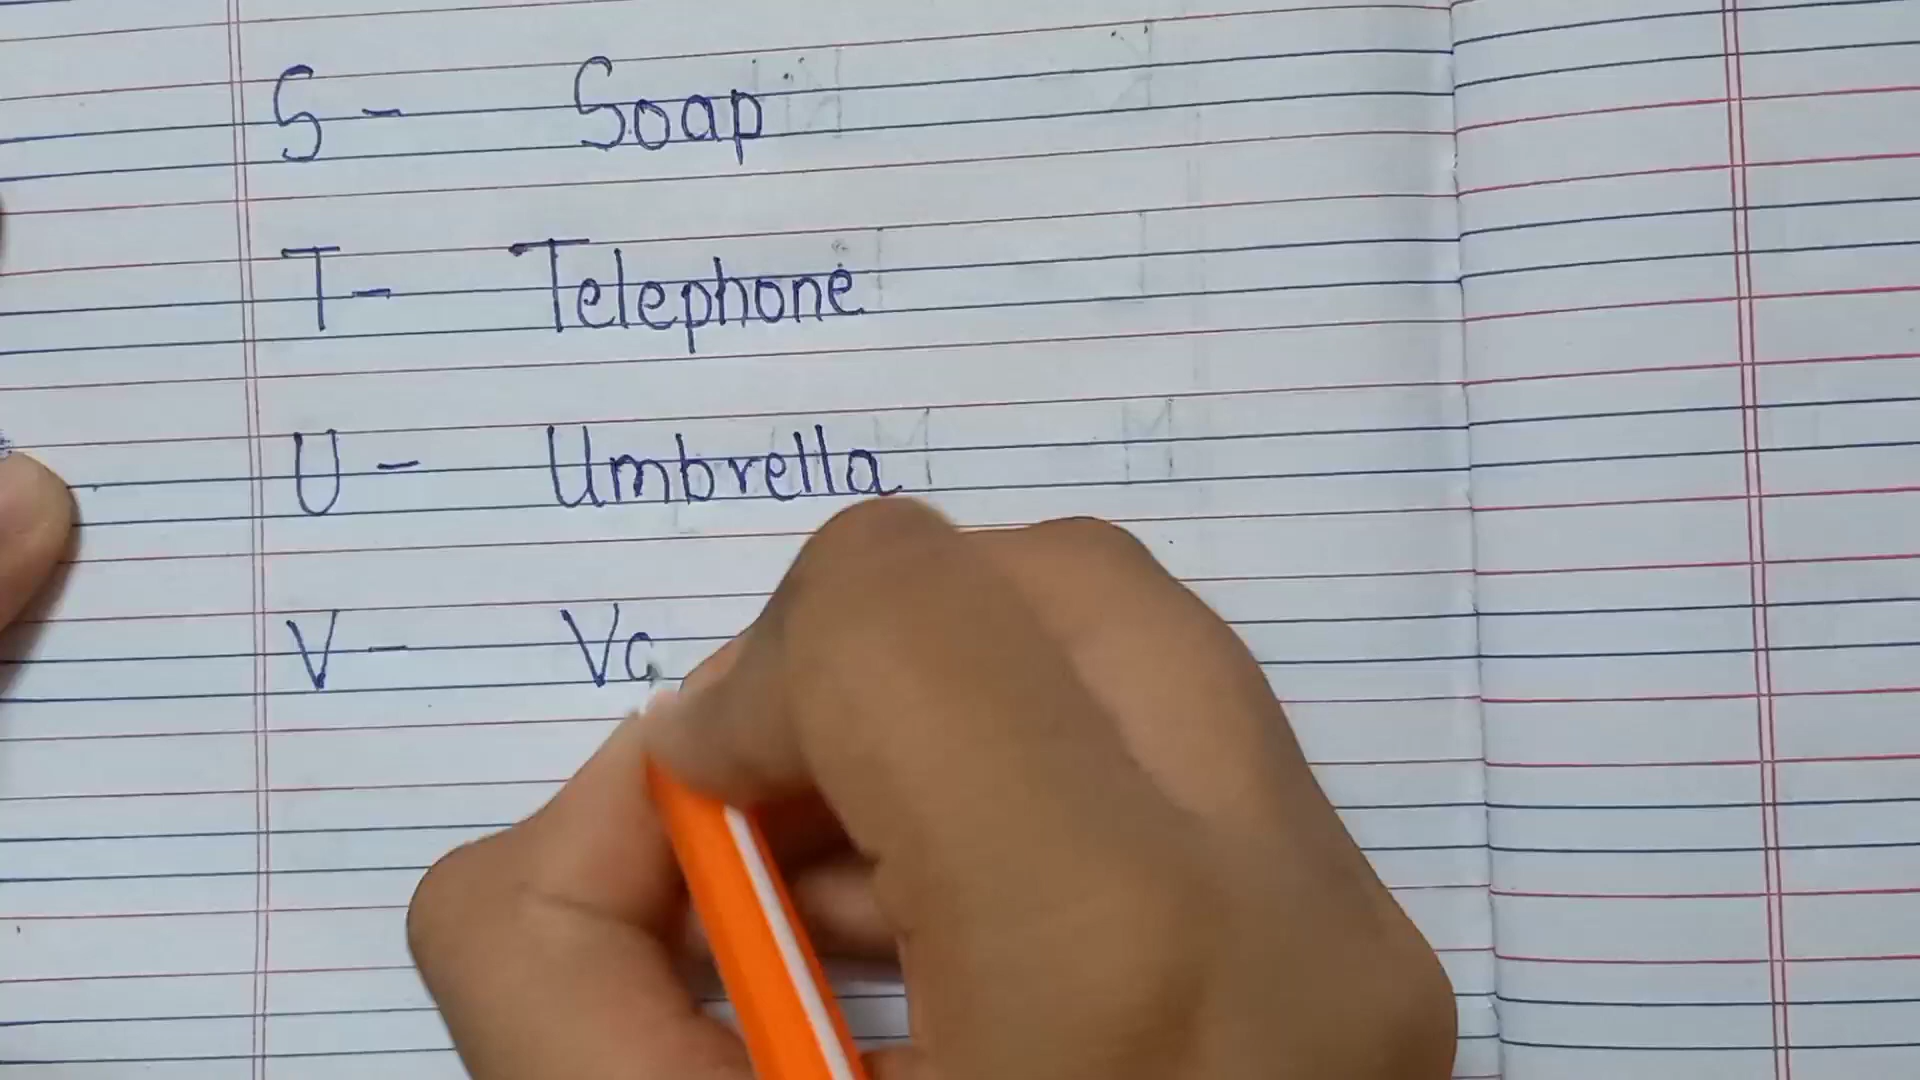 S - Soap
T - Telephone
U - Umbrella
V - Va